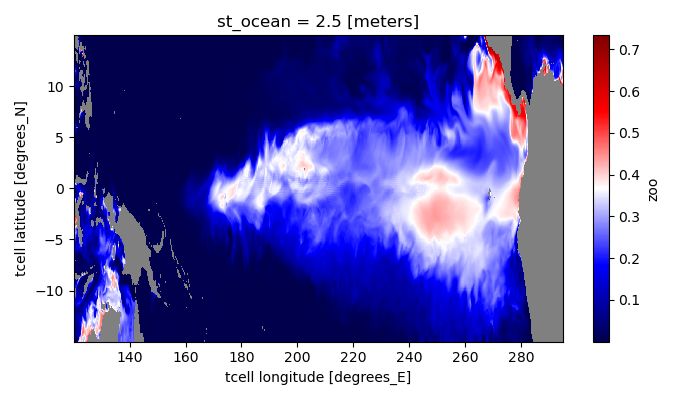 st_ocean = 2.5 [meters]
tcell latitude [degrees_N]
10
5
0
−5
−10
140 160 180 200 220 240 260 280
tcell longitude [degrees_E]
0.7
0.6
0.5
0.4
0.3
0.2
0.1
zoo